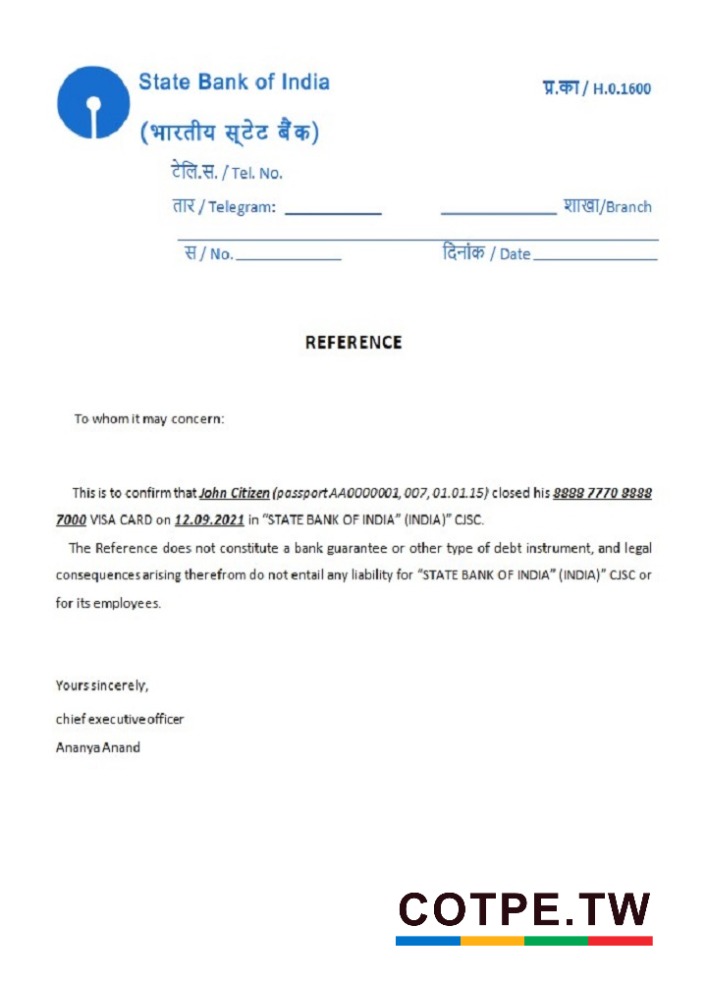 State Bank of India
प्र.का / H.0.1600
(भारतीय स्टेट बैंक)
टेलि.स. / Tel. No.
तार / Telegram: ____________ ____________ शाखा/Branch
स / No.____________ दिनांक / Date____________
REFERENCE
To whom it may concern:
This is to confirm that John Citizen (passport AA0000001, 007, 01.01.15) closed his 8888 7770 8888
7000 VISA CARD on 12.09.2021 in “STATE BANK OF INDIA” (INDIA)” CJSC.
The Reference does not constitute a bank guarantee or other type of debt instrument, and legal
consequences arising therefrom do not entail any liability for “STATE BANK OF INDIA” (INDIA)” CJSC or
for its employees.
Yours sincerely,
chief executive officer
Ananya Anand
COTPE.TW